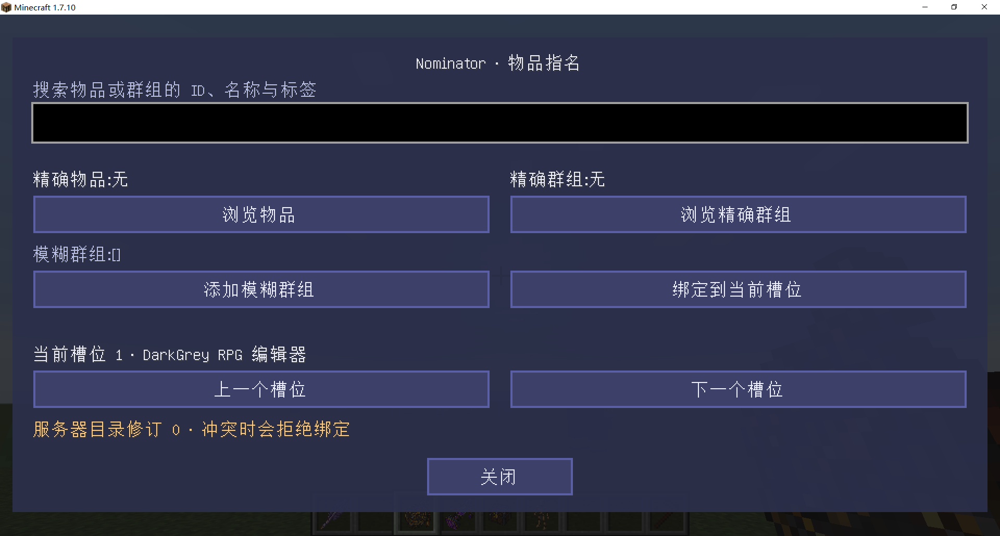 Minecraft 1.7.10
Nominator · 物品指名
搜索物品或群组的 ID、名称与标签
精确物品:无
精确群组:无
浏览物品
浏览精确群组
模糊群组:[]
添加模糊群组
绑定到当前槽位
当前槽位 1 · DarkGrey RPG 编辑器
上一个槽位
下一个槽位
服务器目录修订 0 · 冲突时会拒绝绑定
关闭